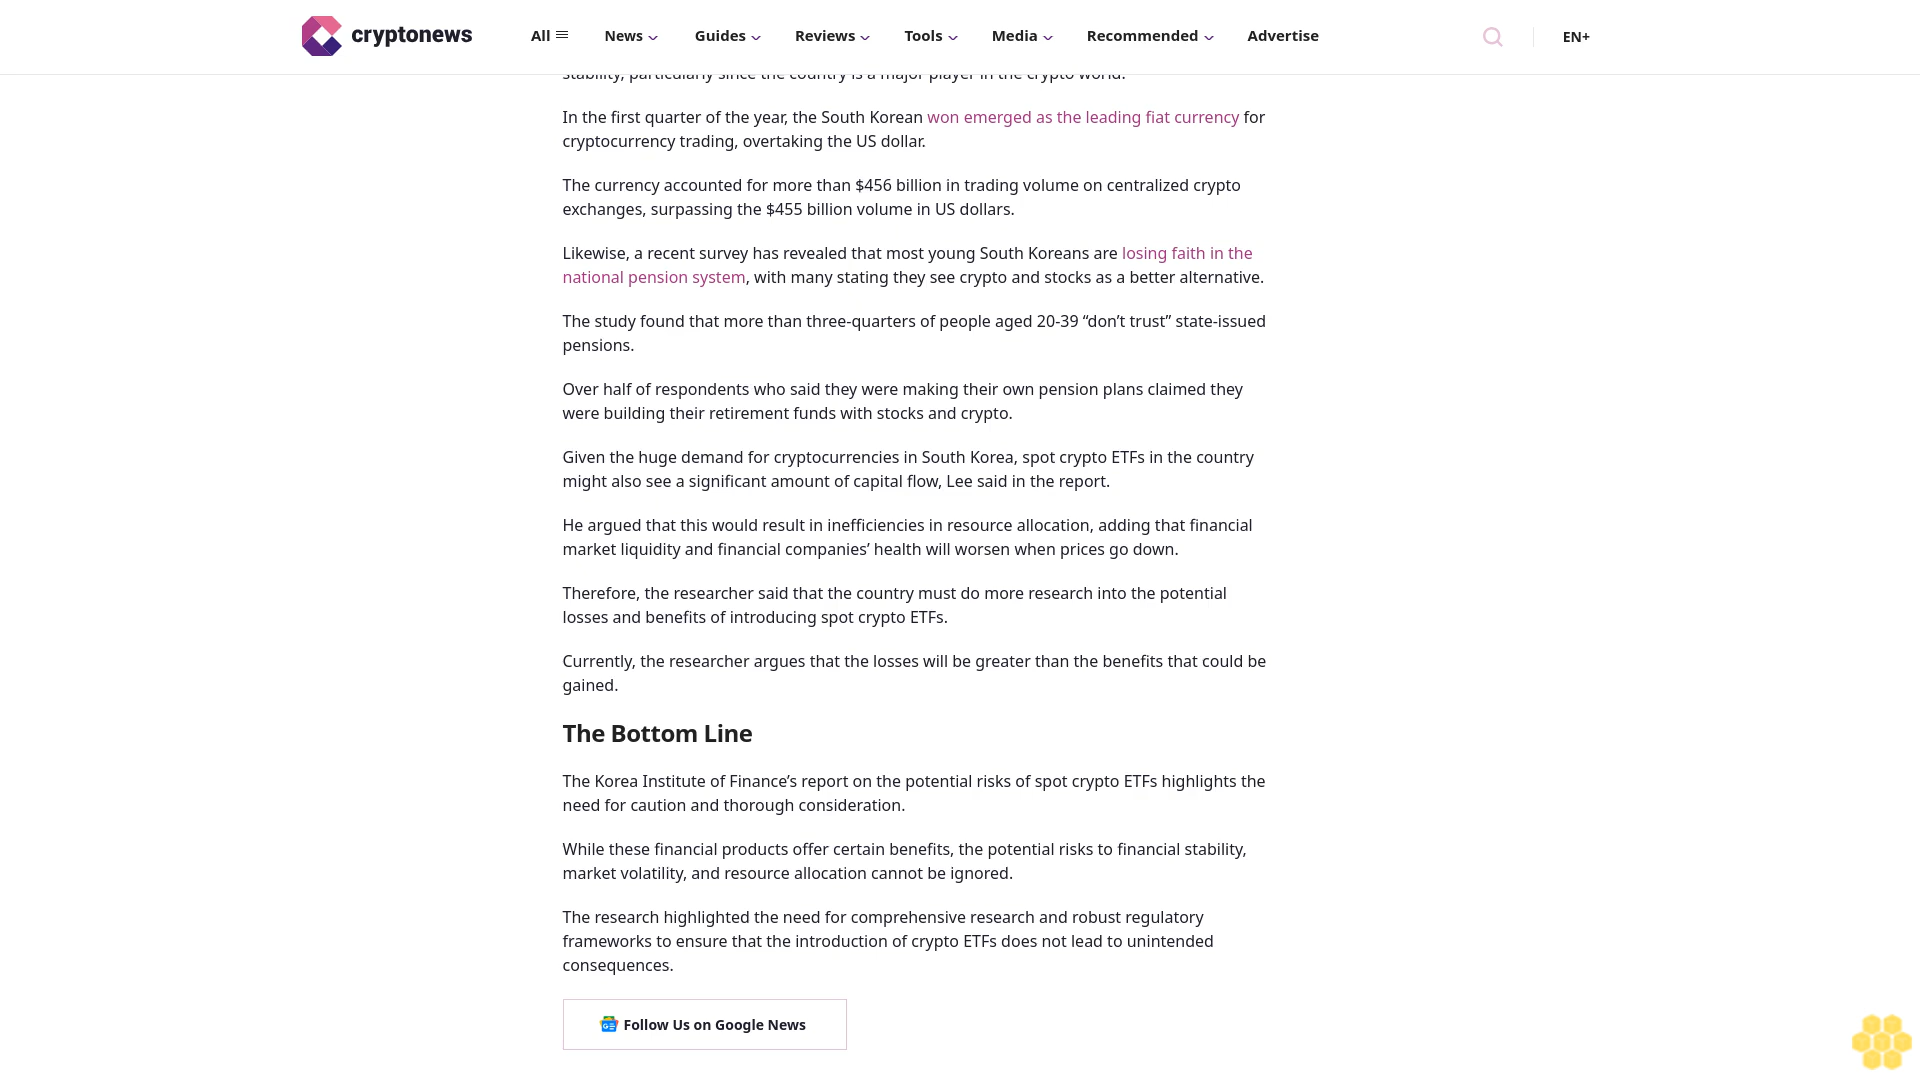 cryptonews
All
News
Guides
Reviews
Tools
Media
Recommended
Advertise
EN+
stability, particularly since the country is a major player in the crypto world.
In the first quarter of the year, the South Korean won emerged as the leading fiat currency for
cryptocurrency trading, overtaking the US dollar.
The currency accounted for more than $456 billion in trading volume on centralized crypto
exchanges, surpassing the $455 billion volume in US dollars.
Likewise, a recent survey has revealed that most young South Koreans are losing faith in the
national pension system, with many stating they see crypto and stocks as a better alternative.
The study found that more than three-quarters of people aged 20-39 “don’t trust” state-issued
pensions.
Over half of respondents who said they were making their own pension plans claimed they
were building their retirement funds with stocks and crypto.
Given the huge demand for cryptocurrencies in South Korea, spot crypto ETFs in the country
might also see a significant amount of capital flow, Lee said in the report.
He argued that this would result in inefficiencies in resource allocation, adding that financial
market liquidity and financial companies’ health will worsen when prices go down.
Therefore, the researcher said that the country must do more research into the potential
losses and benefits of introducing spot crypto ETFs.
Currently, the researcher argues that the losses will be greater than the benefits that could be
gained.
The Bottom Line
The Korea Institute of Finance’s report on the potential risks of spot crypto ETFs highlights the
need for caution and thorough consideration.
While these financial products offer certain benefits, the potential risks to financial stability,
market volatility, and resource allocation cannot be ignored.
The research highlighted the need for comprehensive research and robust regulatory
frameworks to ensure that the introduction of crypto ETFs does not lead to unintended
consequences.
Follow Us on Google News